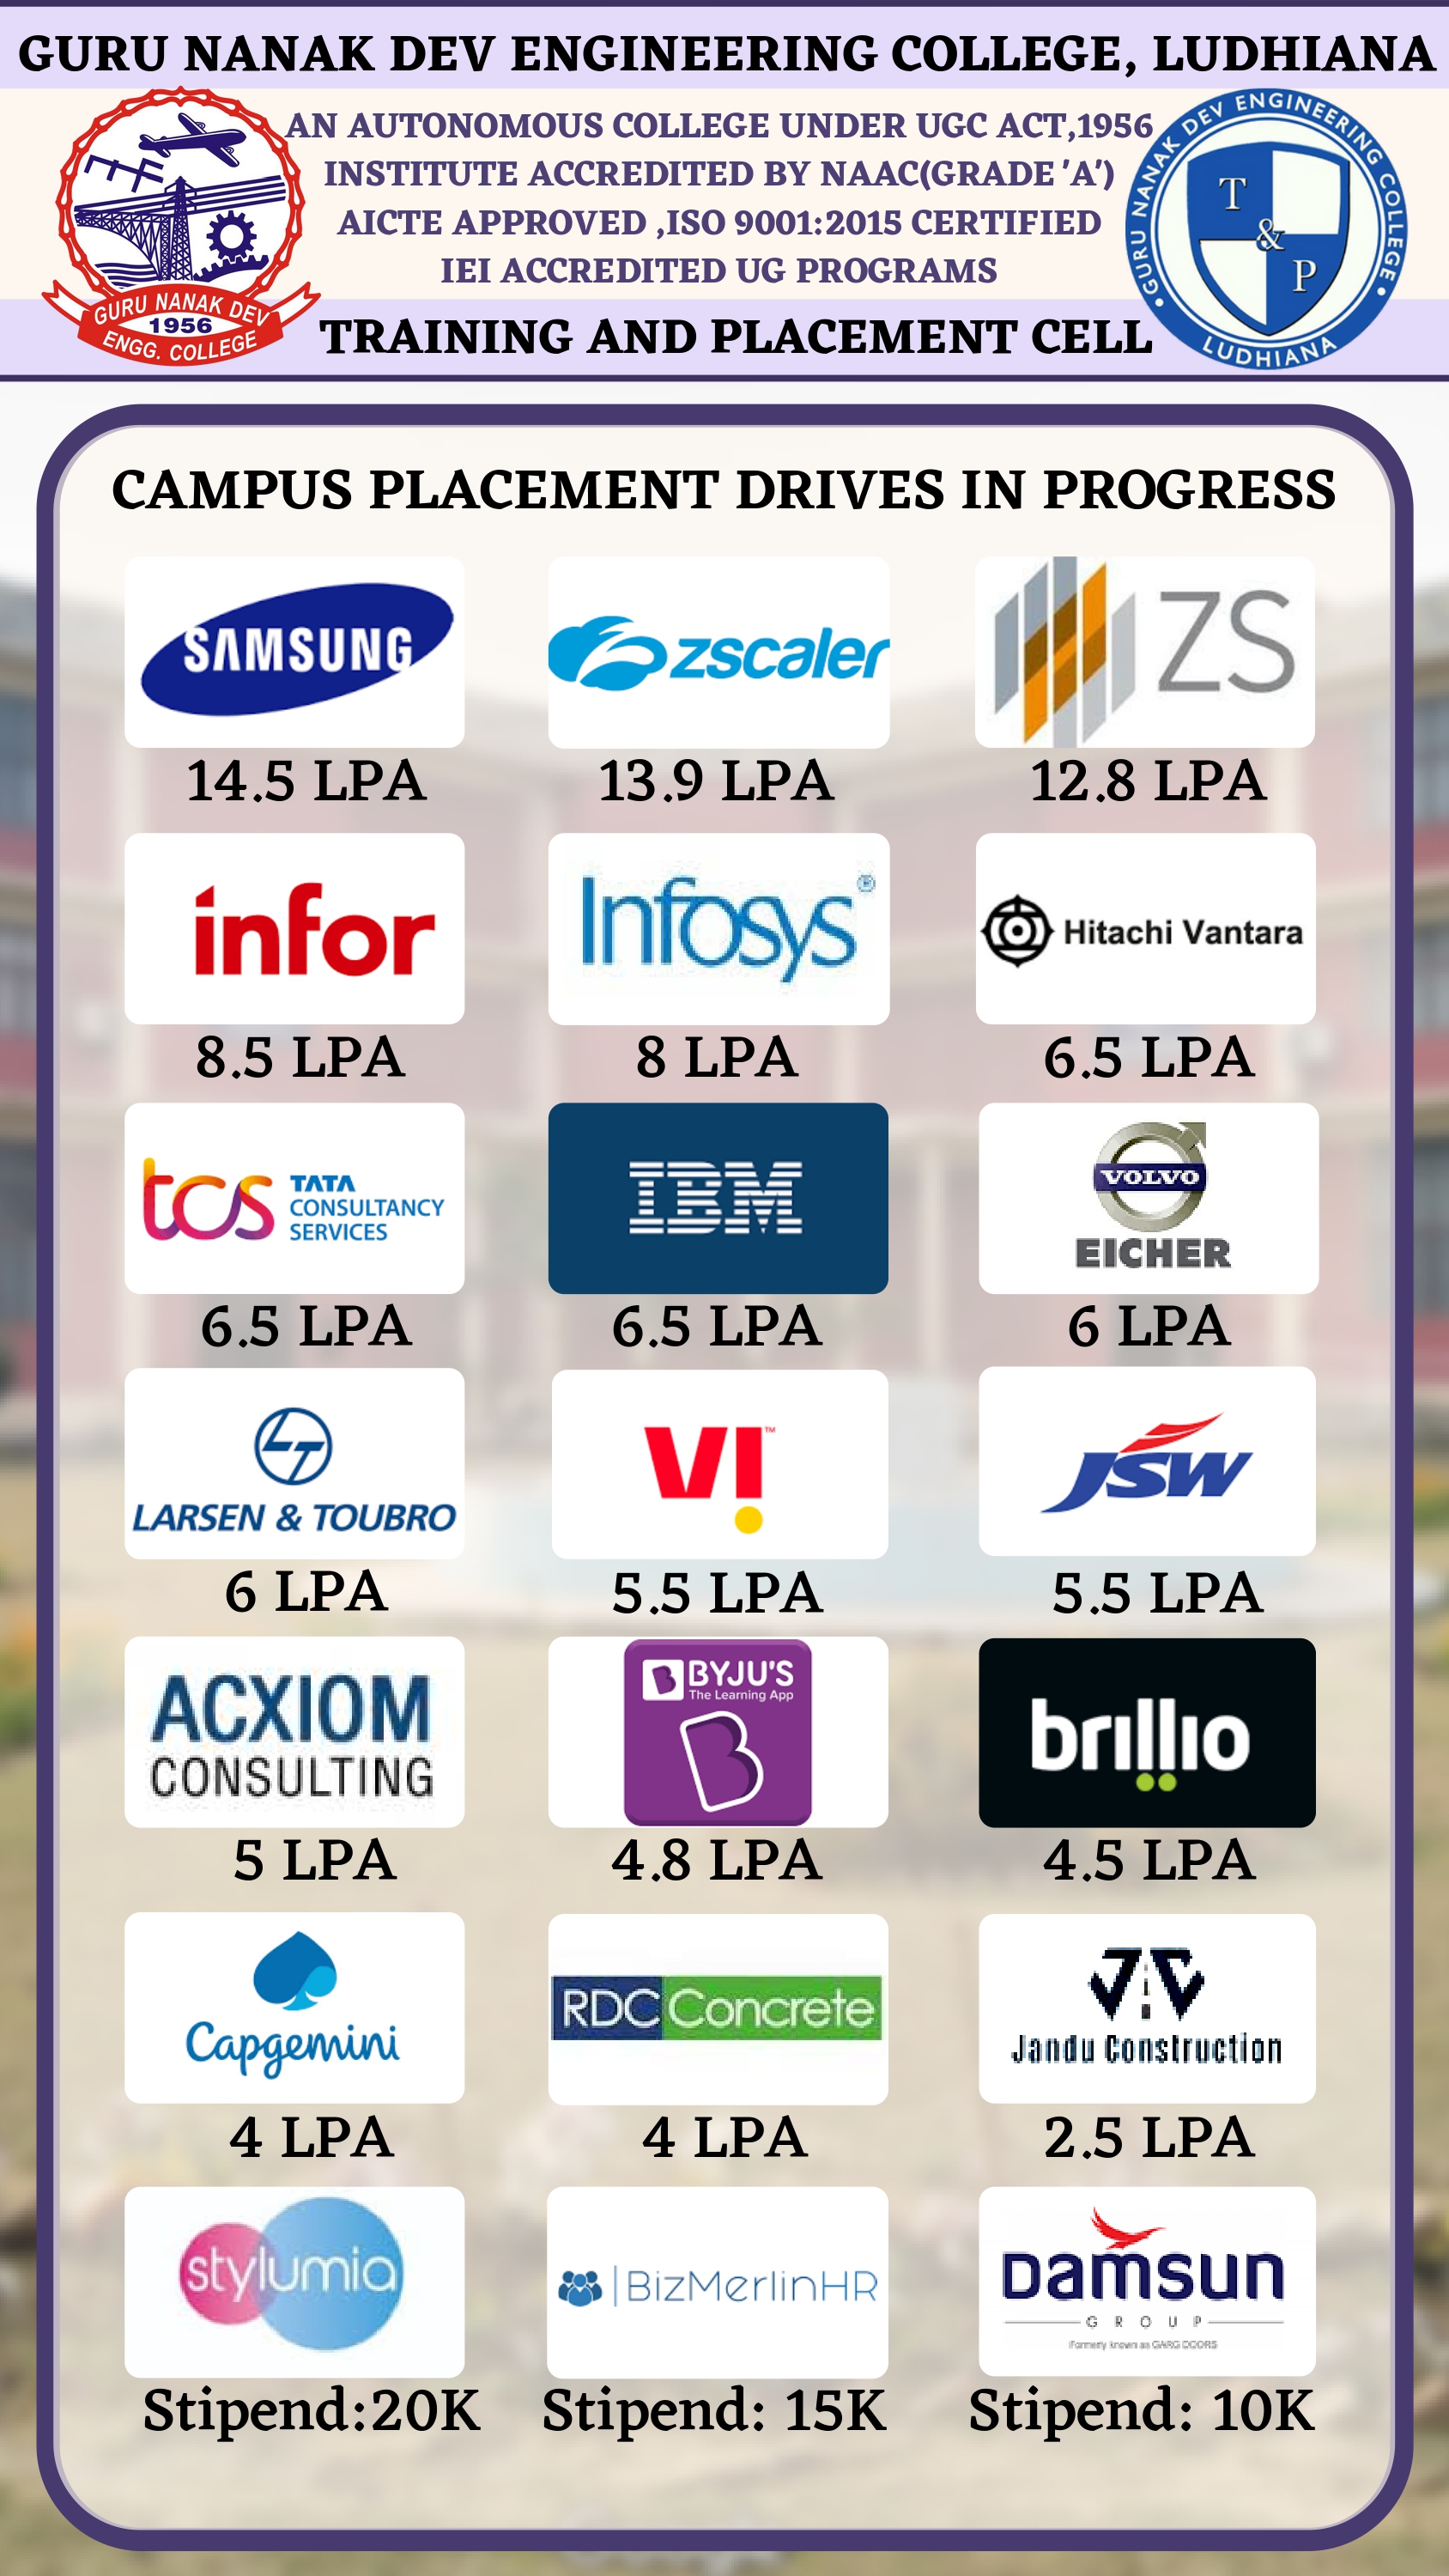 GURU NANAK DEV ENGINEERING COLLEGE, LUDHIANA
AN AUTONOMOUS COLLEGE UNDER UGC ACT,1956
INSTITUTE ACCREDITED BY NAAC(GRADE 'A')
AICTE APPROVED ,ISO 9001:2015 CERTIFIED
IEI ACCREDITED UG PROGRAMS
TRAINING AND PLACEMENT CELL
GURU NANAK DEV
1956
ENGG. COLLEGE
• GURU NANAK DEV ENGINEERING COLLEGE •
T
&
P
LUDHIANA
CAMPUS PLACEMENT DRIVES IN PROGRESS
SAMSUNG
zscaler
ZS
14.5 LPA
13.9 LPA
12.8 LPA
infor
Infosys®
Hitachi Vantara
8.5 LPA
8 LPA
6.5 LPA
tcs
TATA
CONSULTANCY
SERVICES
IBM
VOLVO
EICHER
6.5 LPA
6.5 LPA
6 LPA
LT
LARSEN & TOUBRO
VI™
JSW
6 LPA
5.5 LPA
5.5 LPA
ACXIOM
CONSULTING
BYJU'S
The Learning App
B
brillio
5 LPA
4.8 LPA
4.5 LPA
Capgemini
RDC Concrete
Jandu Construction
4 LPA
4 LPA
2.5 LPA
stylumia
BizMerlinHR
Damsun
GROUP
Formerly known as GARG DOORS
Stipend:20K
Stipend: 15K
Stipend: 10K